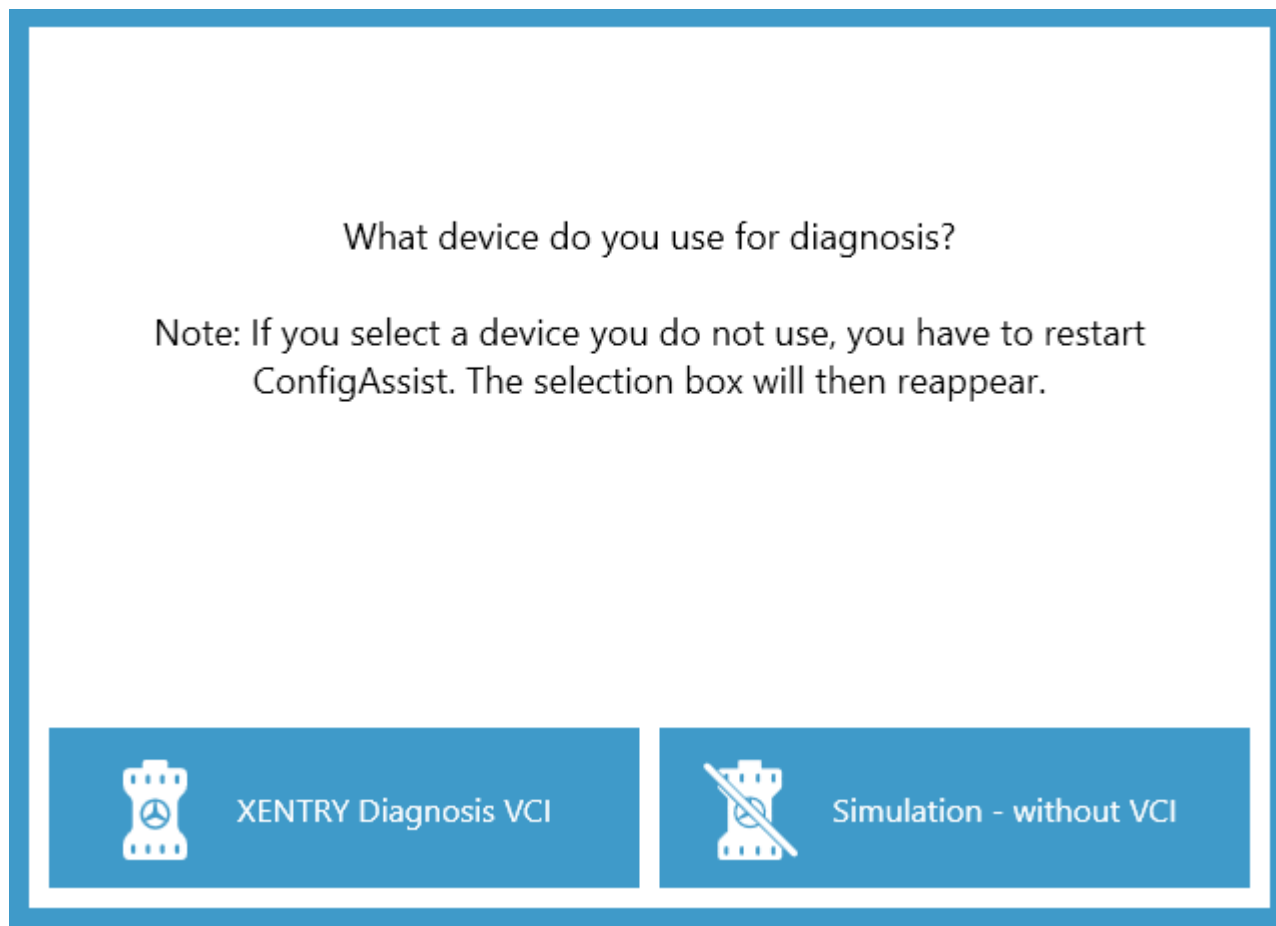 What device do you use for diagnosis?
Note: If you select a device you do not use, you have to restart
ConfigAssist. The selection box will then reappear.
XENTRY Diagnosis VCI
Simulation - without VCI